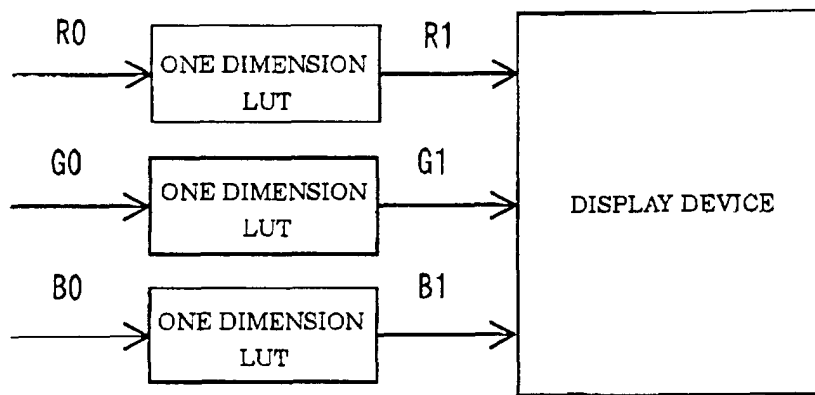 R0
ONE DIMENSION
LUT
R1
G0
ONE DIMENSION
LUT
G1
DISPLAY DEVICE
B0
ONE DIMENSION
LUT
B1